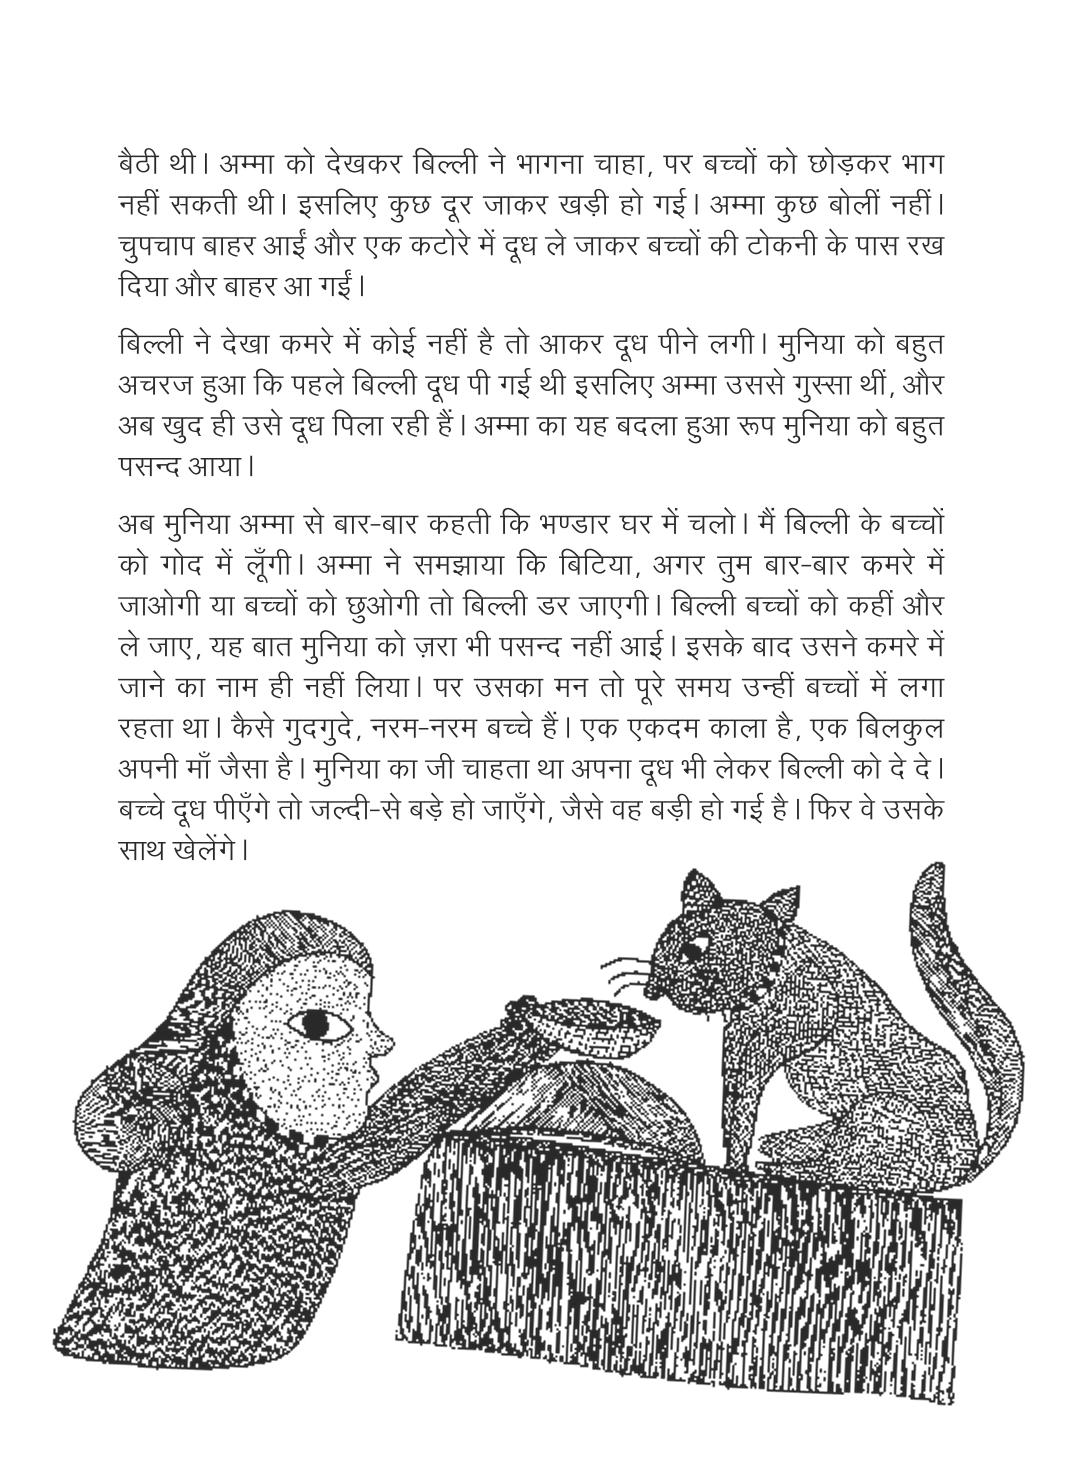 बैठी थी। अम्मा को देखकर बिल्ली ने भागना चाहा, पर बच्चों को छोड़कर भाग
नहीं सकती थी। इसलिए कुछ दूर जाकर खड़ी हो गई। अम्मा कुछ बोलीं नहीं।
चुपचाप बाहर आईं और एक कटोरे में दूध ले जाकर बच्चों की टोकनी के पास रख
दिया और बाहर आ गईं।
बिल्ली ने देखा कमरे में कोई नहीं है तो आकर दूध पीने लगी। मुनिया को बहुत
अचरज हुआ कि पहले बिल्ली दूध पी गई थी इसलिए अम्मा उससे गुस्सा थीं, और
अब खुद ही उसे दूध पिला रही हैं। अम्मा का यह बदला हुआ रूप मुनिया को बहुत
पसन्द आया।
अब मुनिया अम्मा से बार-बार कहती कि भण्डार घर में चलो। मैं बिल्ली के बच्चों
को गोद में लूँगी। अम्मा ने समझाया कि बिटिया, अगर तुम बार-बार कमरे में
जाओगी या बच्चों को छुओगी तो बिल्ली डर जाएगी। बिल्ली बच्चों को कहीं और
ले जाए, यह बात मुनिया को ज़रा भी पसन्द नहीं आई। इसके बाद उसने कमरे में
जाने का नाम ही नहीं लिया। पर उसका मन तो पूरे समय उन्हीं बच्चों में लगा
रहता था। कैसे गुदगुदे, नरम-नरम बच्चे हैं। एक एकदम काला है, एक बिलकुल
अपनी माँ जैसा है। मुनिया का जी चाहता था अपना दूध भी लेकर बिल्ली को दे दे।
बच्चे दूध पीएँगे तो जल्दी-से बड़े हो जाएँगे, जैसे वह बड़ी हो गई है। फिर वे उसके
साथ खेलेंगे।